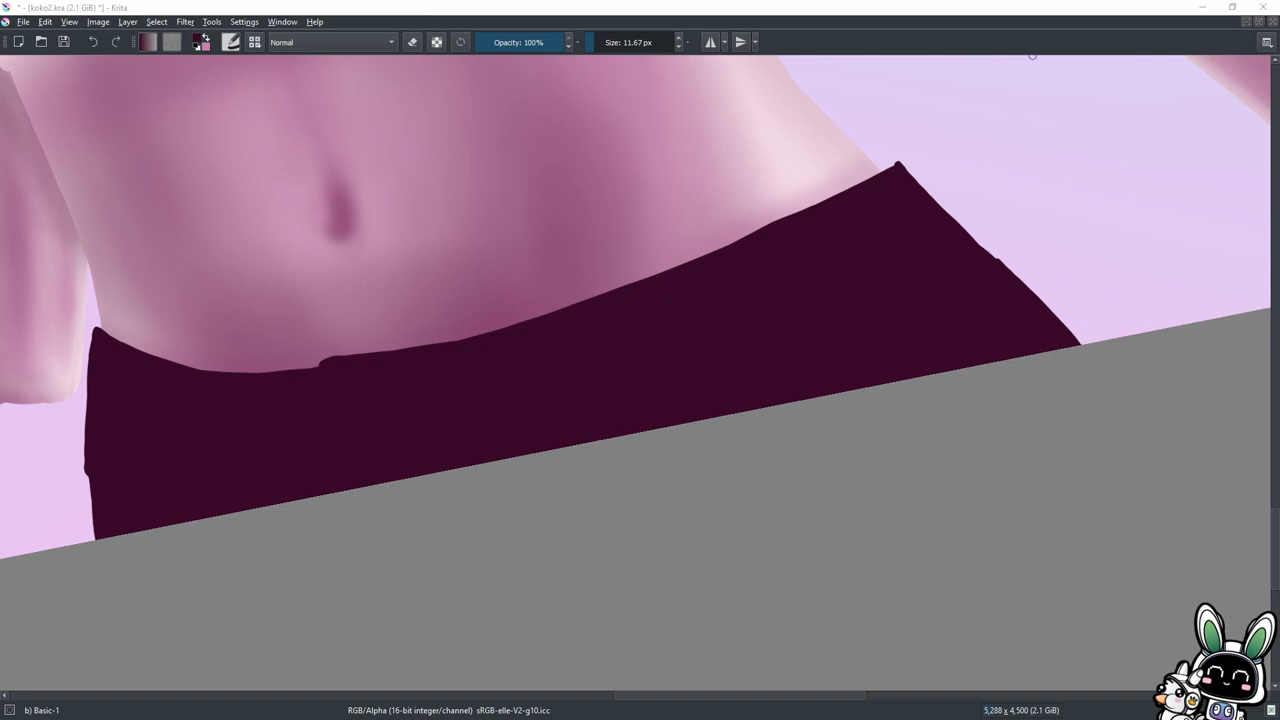 * - [koko2.kra (2.1 GiB) *] - Krita
File Edit View Image Layer Select Filter Tools Settings Window Help
Normal Opacity: 100% Size: 11.67 px
b) Basic-1 RGB/Alpha (16-bit integer/channel) sRGB-elle-V2-g10.icc 5,288 x 4,500 (2.1 GiB)